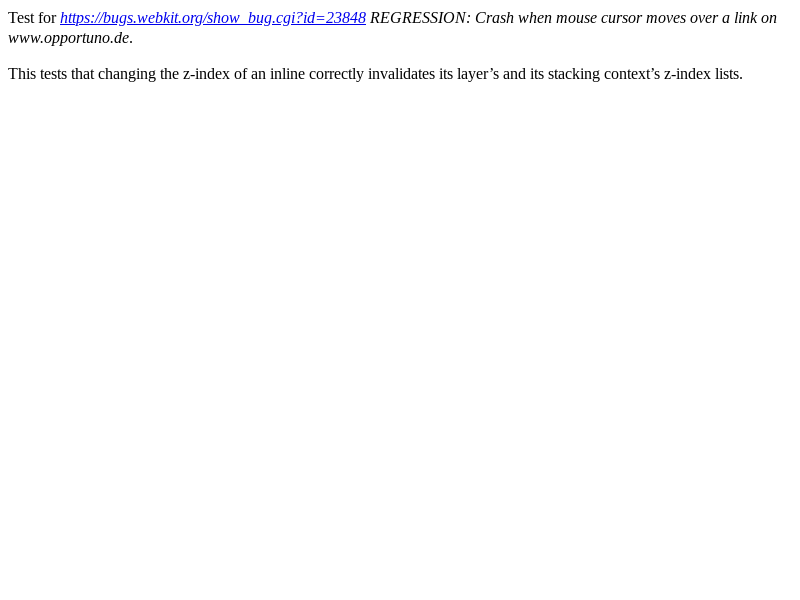 Test for https://bugs.webkit.org/show_bug.cgi?id=23848 REGRESSION: Crash when mouse cursor moves over a link on
www.opportuno.de.
This tests that changing the z-index of an inline correctly invalidates its layer’s and its stacking context’s z-index lists.